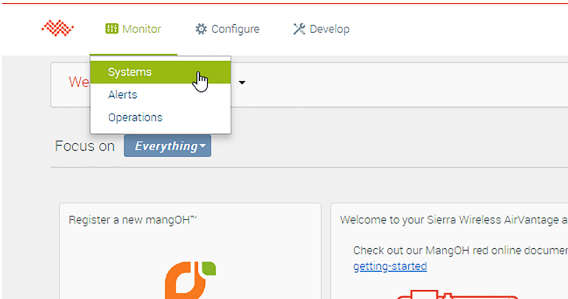 Monitor Configure Develop
Systems
We
Alerts
Operations
Focus on Everything
Register a new mangOH™
Welcome to your Sierra Wireless AirVantage a
Check out our MangOH red online docume
getting-started